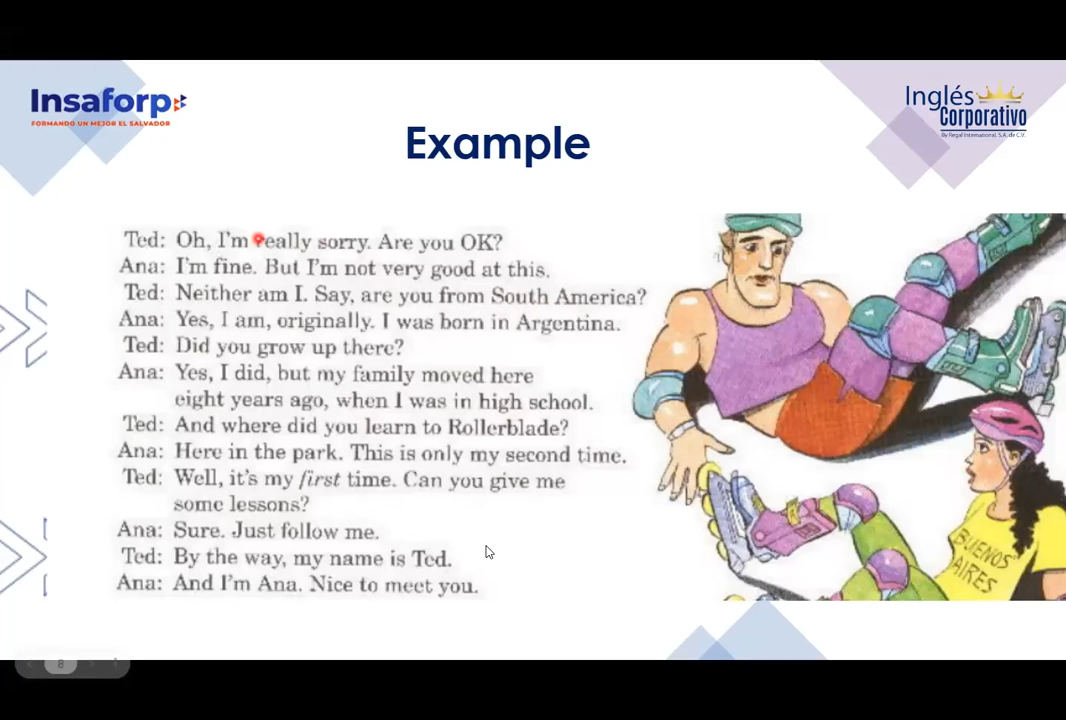 Insaforp
FORMANDO UN MEJOR EL SALVADOR
Inglés
Corporativo
By Regal International, S.A. de C.V.
Example
Ted: Oh, I'm really sorry. Are you OK?
Ana: I'm fine. But I'm not very good at this.
Ted: Neither am I. Say, are you from South America?
Ana: Yes, I am, originally. I was born in Argentina.
Ted: Did you grow up there?
Ana: Yes, I did, but my family moved here
eight years ago, when I was in high school.
Ted: And where did you learn to Rollerblade?
Ana: Here in the park. This is only my second time.
Ted: Well, it's my first time. Can you give me
some lessons?
Ana: Sure. Just follow me.
Ted: By the way, my name is Ted.
Ana: And I'm Ana. Nice to meet you.
BUENOS
AIRES
8